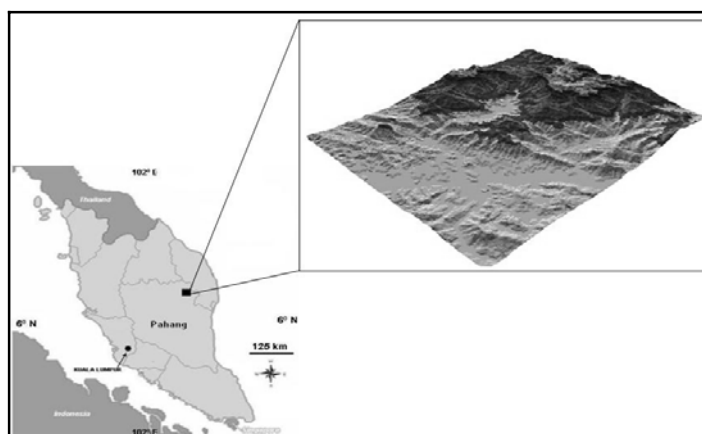 102° E
Thailand
6° N
Pahang
6° N
125 km
KUALA LUMPUR
Indonesia
102° E